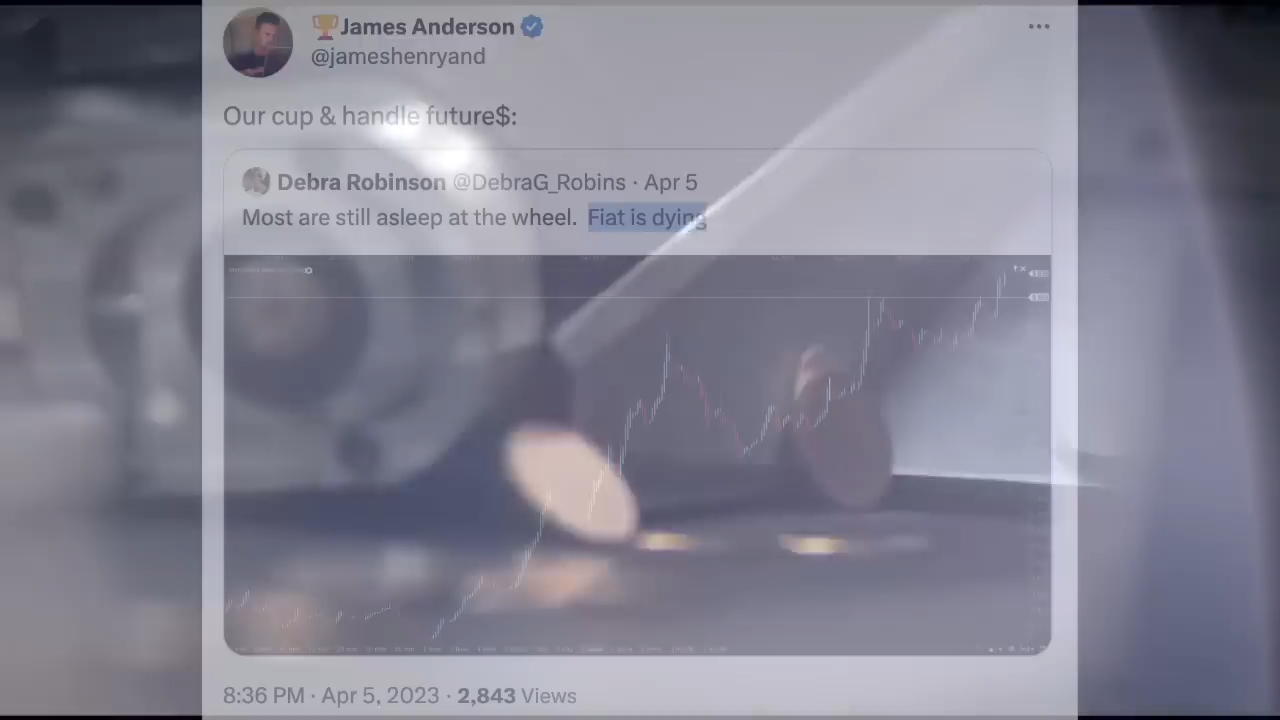 🏆James Anderson
@jameshenryand
Our cup & handle future$:
Debra Robinson @DebraG_Robins · Apr 5
Most are still asleep at the wheel. Fiat is dying
8:36 PM · Apr 5, 2023 · 2,843 Views